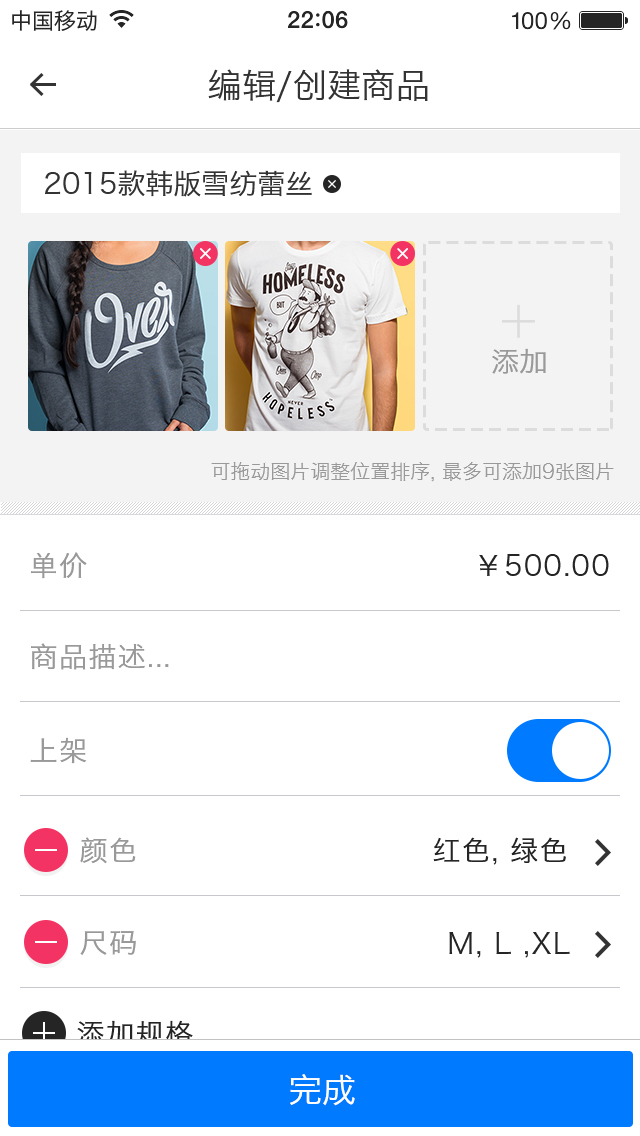 中国移动 22:06 100%
编辑/创建商品
2015款韩版雪纺蕾丝
Over
HOMELESS
BUT
NEVER
HOPELESS
添加
可拖动图片调整位置排序, 最多可添加9张图片
单价 ¥500.00
商品描述...
上架
颜色 红色, 绿色
尺码 M, L ,XL
添加规格
完成